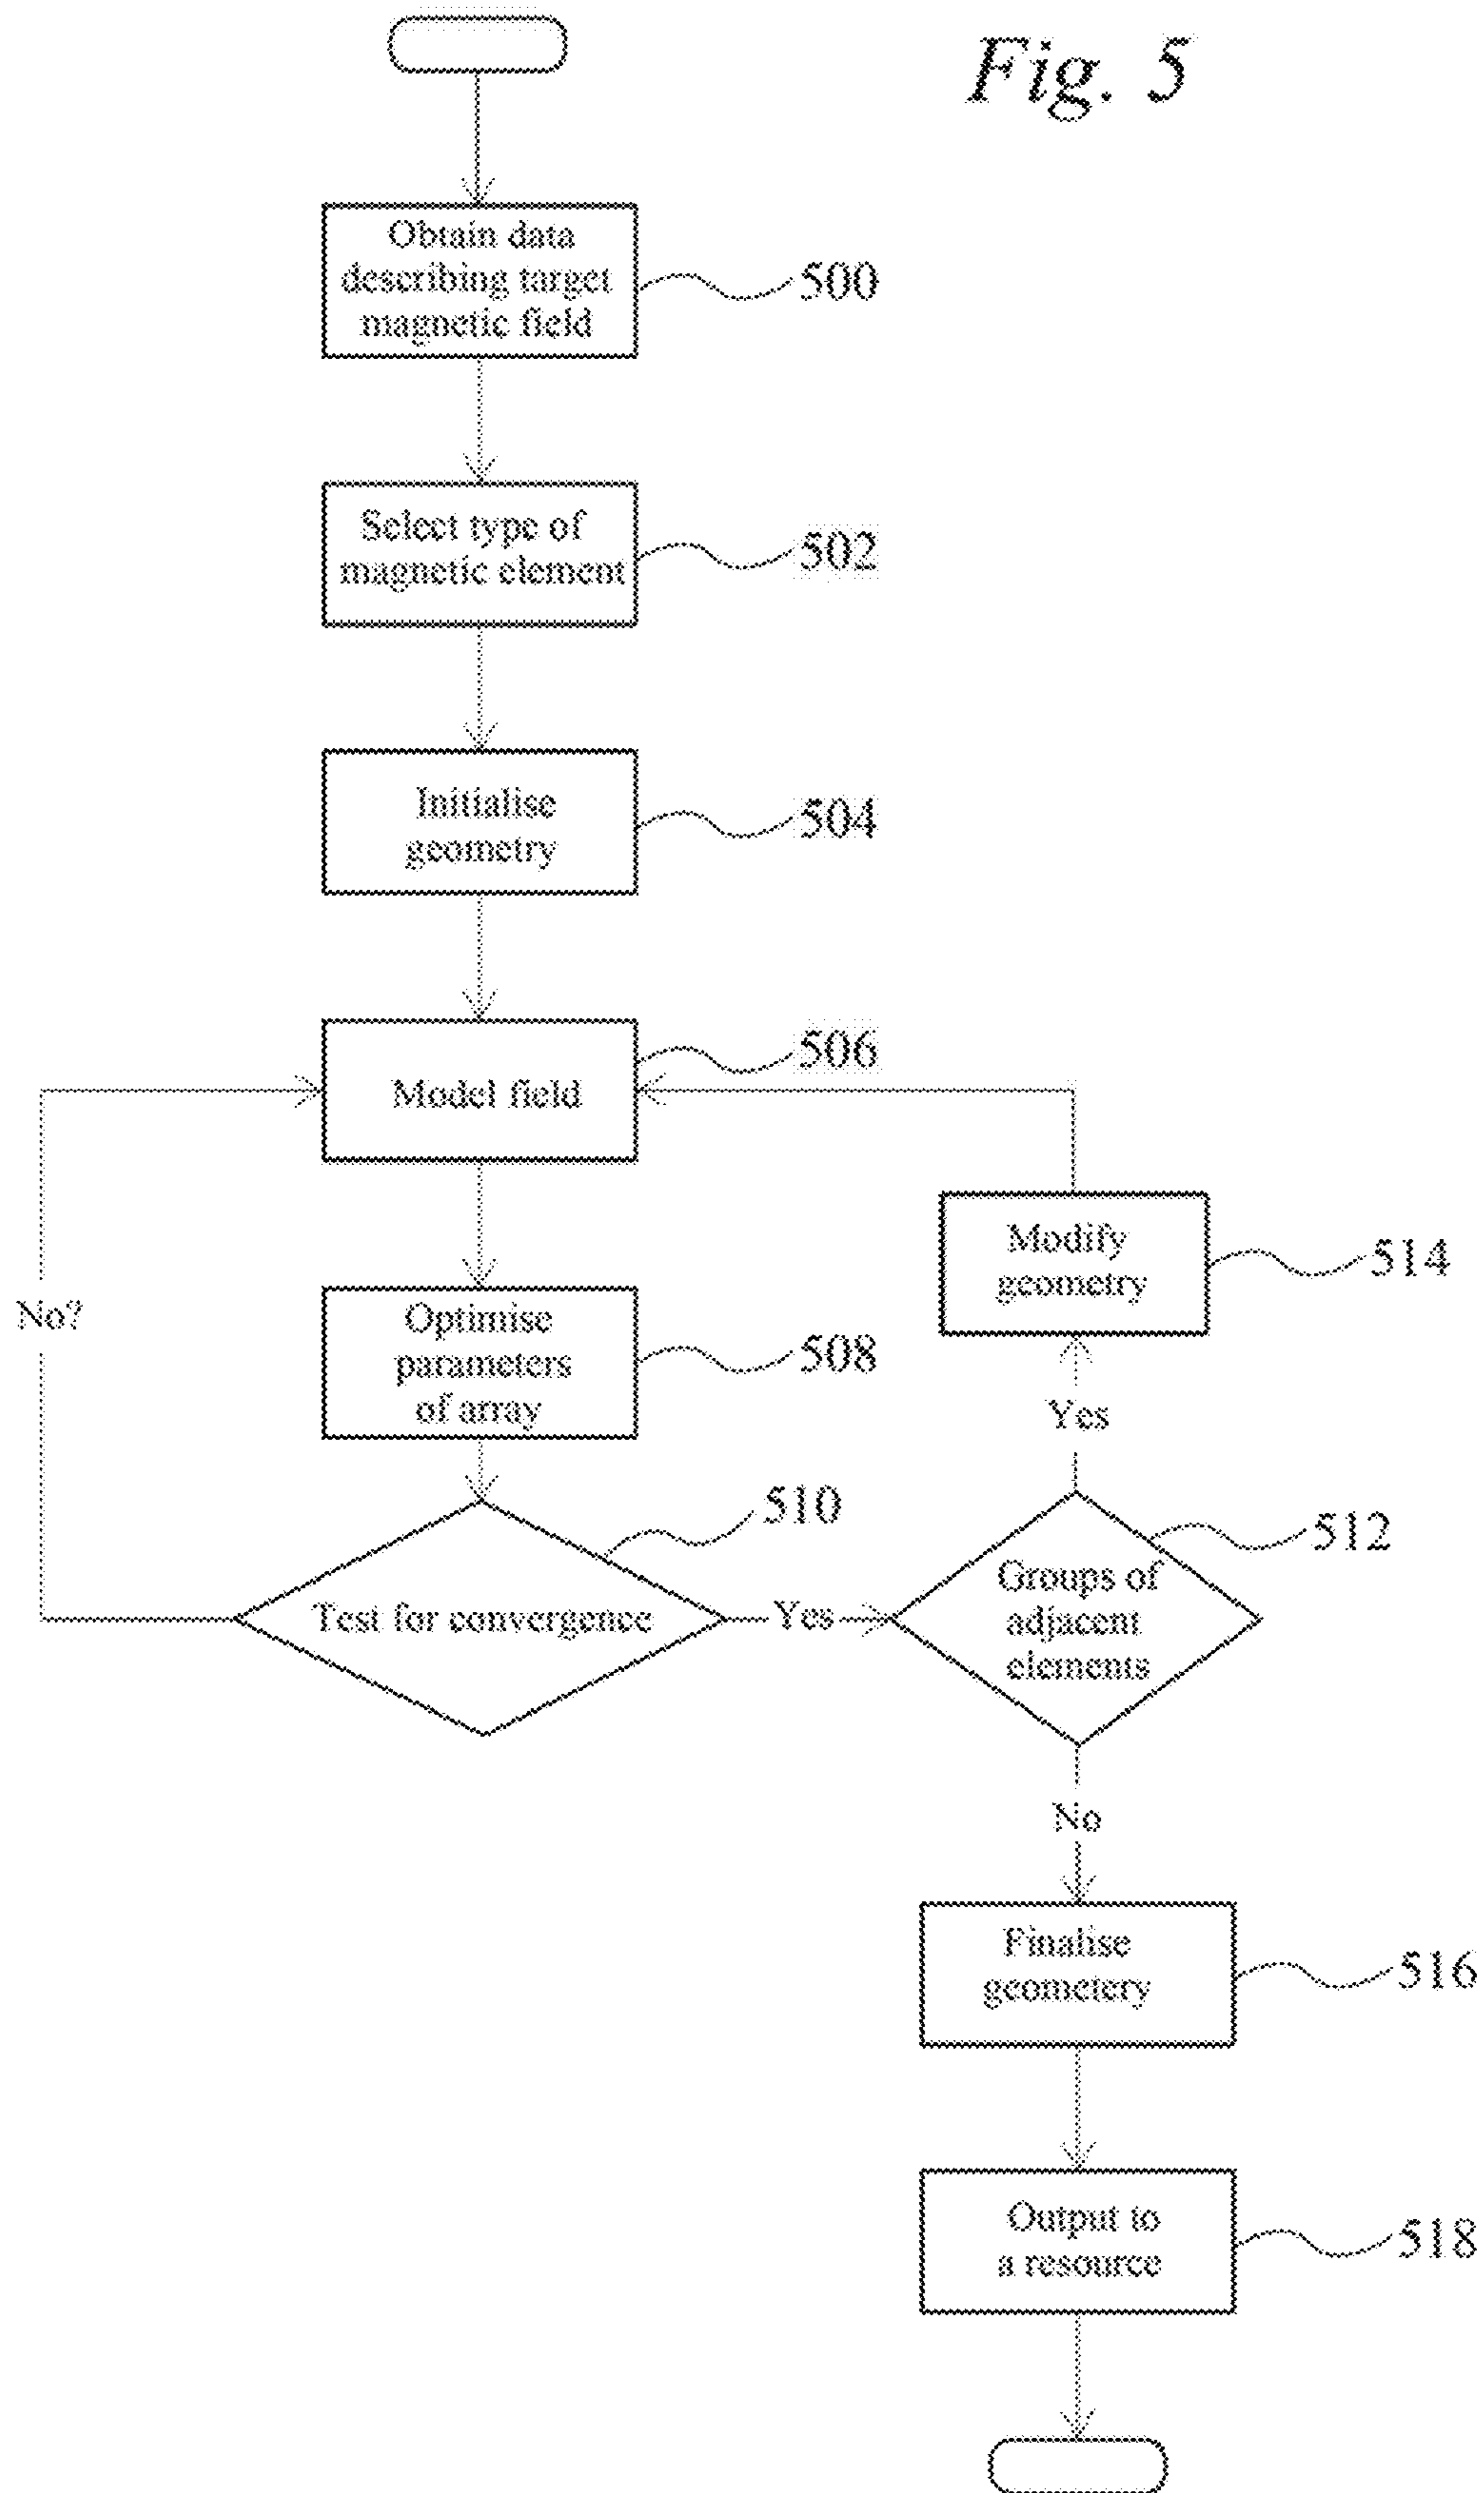 Fig. 5
Obtain data
describing target
magnetic field
500
Select type of
magnetic element
502
Initialise
geometry
504
Model field
506
Optimise
parameters
of array
508
No?
Test for convergence
510
Yes
Groups of
adjacent
elements
512
Yes
Modify
geometry
514
No
Finalise
geometery
516
Output to
a resource
518